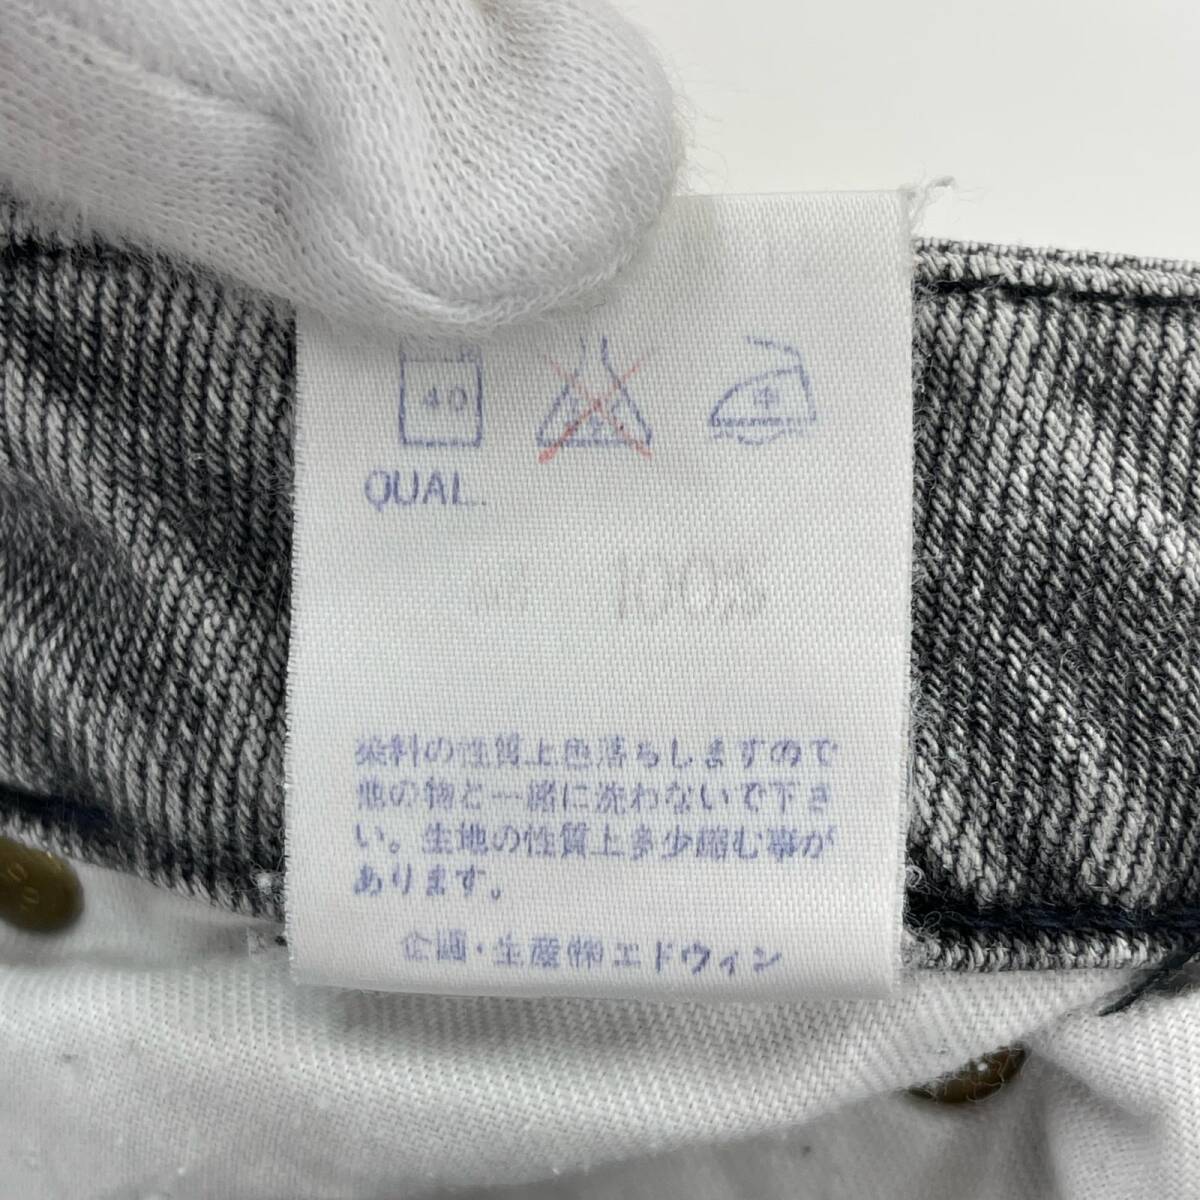 40
中
QUAL.
綿 100%
染料の性質上色落ちしますので
他の物と一緒に洗わないで下さ
い。生地の性質上多少縮む事が
あります。
企画・生産㈱エドウィン